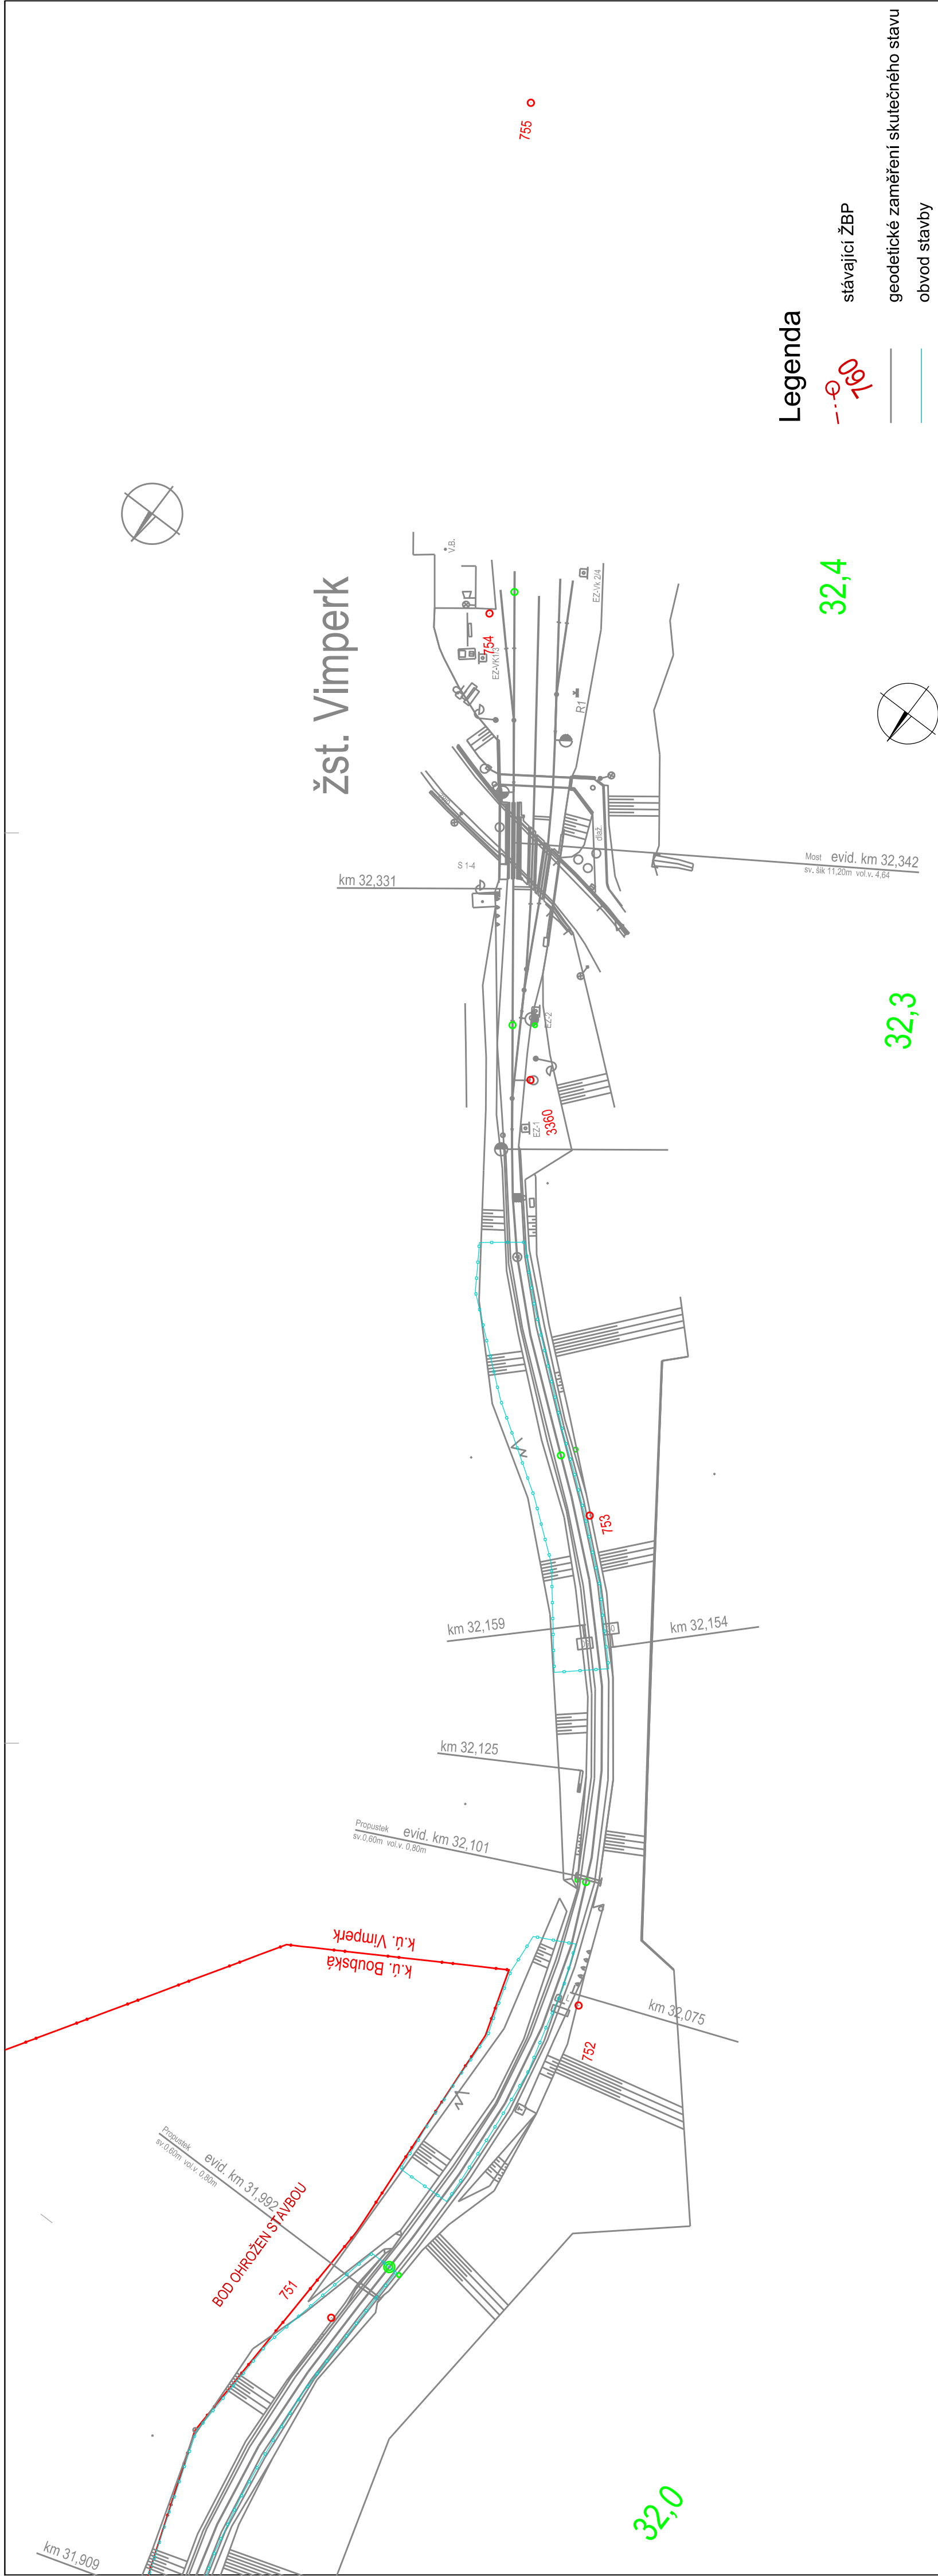 755
stávající ŽBP
geodetické zaměření skutečného stavu
obvod stavby
Legenda
760
žst. Vimperk
V.B.
754
EZ-VK1-3
EZ-Vk 2/4
R1
32,4
S 1-4
dlaž.
km 32,331
Most evid. km 32,342
sv. šik 11,20m vol.v. 4,64
32,3
EZ-2
3360
EZ-1
753
km 32,159
km 32,154
km 32,125
Propustek evid. km 32,101
sv.0,60m vol.v. 0,80m
k.ú. Vimperk
k.ú. Boubská
km 32,075
752
Propustek evid. km 31,992
sv.0,60m vol.v. 0,80m
BOD OHROŽEN STAVBOU
751
32,0
km 31,909